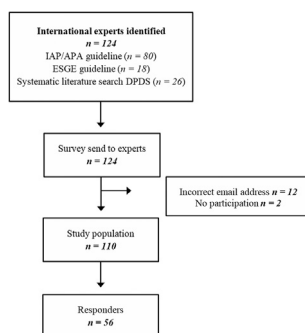 International experts identified
n = 124
IAP/APA guideline (n = 80)
ESGE guideline (n = 18)
Systematic literature search DPDS (n = 26)
Survey send to experts
n = 124
Incorrect email address n = 12
No participation n = 2
Study population
n = 110
Responders
n = 56